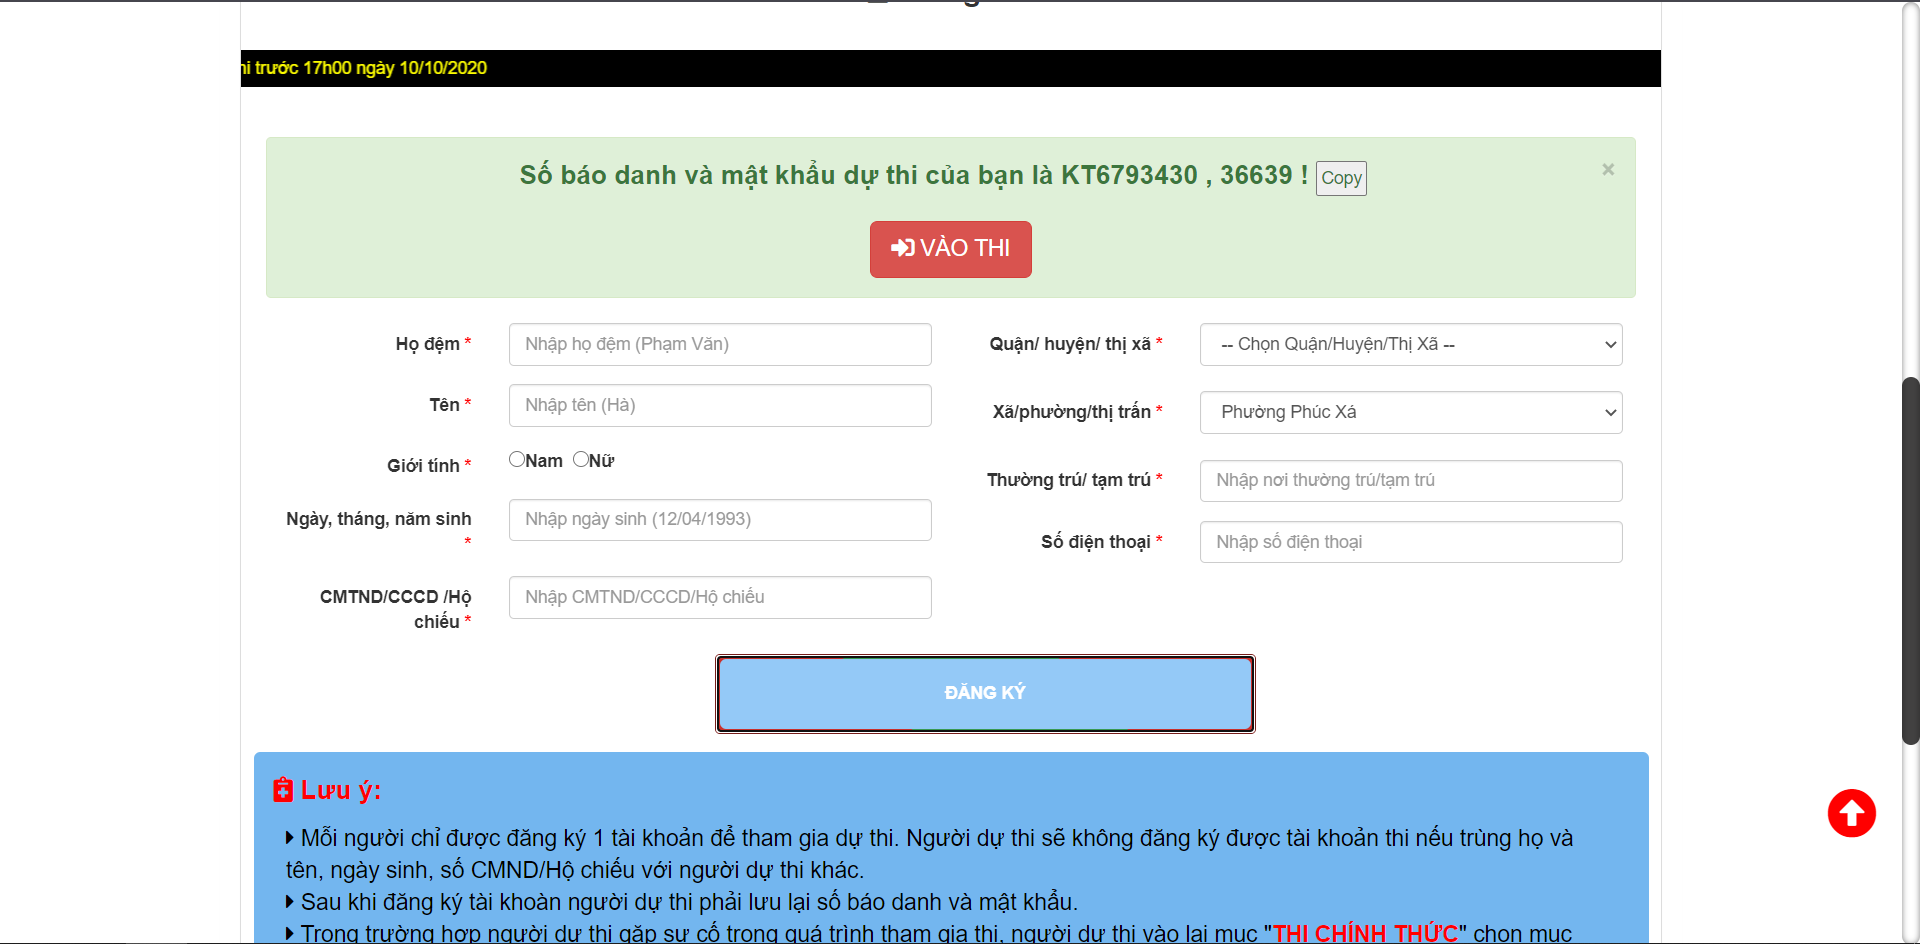 hi trước 17h00 ngày 10/10/2020
Số báo danh và mật khẩu dự thi của bạn là KT6793430 , 36639 ! Copy ×
VÀO THI
Họ đệm * Nhập họ đệm (Phạm Văn) Quận/ huyện/ thị xã * -- Chọn Quận/Huyện/Thị Xã --
Tên * Nhập tên (Hà) Xã/phường/thị trấn * Phường Phúc Xá
Giới tính * Nam Nữ Thường trú/ tạm trú * Nhập nơi thường trú/tạm trú
Ngày, tháng, năm sinh * Nhập ngày sinh (12/04/1993) Số điện thoại * Nhập số điện thoại
CMTND/CCCD /Hộ Nhập CMTND/CCCD/Hộ chiếu
chiếu *
ĐĂNG KÝ
Lưu ý:
Mỗi người chỉ được đăng ký 1 tài khoản để tham gia dự thi. Người dự thi sẽ không đăng ký được tài khoản thi nếu trùng họ và
tên, ngày sinh, số CMND/Hộ chiếu với người dự thi khác.
Sau khi đăng ký tài khoàn người dự thi phải lưu lại số báo danh và mật khẩu.
Trong trường hợp người dự thi gặp sự cố trong quá trình tham gia thi, người dự thi vào lại mục "THI CHÍNH THỨC" chọn mục